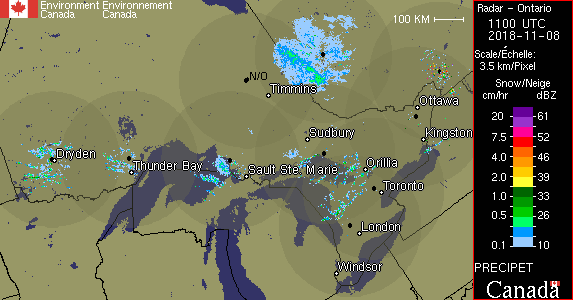 Environment Environnement
Canada Canada
100 KM
N/O
Timmins
Ottawa
Sudbury
Kingston
Dryden
Thunder Bay
Sault Ste. Marie
Orillia
Toronto
London
Windsor
Radar - Ontario
1100 UTC
2018-11-08
Scale/Échelle:
3.5 km/Pixel
Snow/Neige
cm/hr dBZ
20 61
7.5 52
4.0 46
2.0 39
1.0 33
0.5 26
0.1 10
PRECIPET
Canada